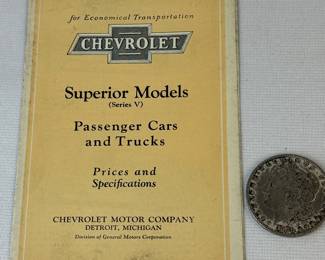 for Economical Transportation
CHEVROLET
Superior Models
(Series V)
Passenger Cars
and Trucks
Prices and
Specifications
CHEVROLET MOTOR COMPANY
DETROIT, MICHIGAN
Division of General Motors Corporation